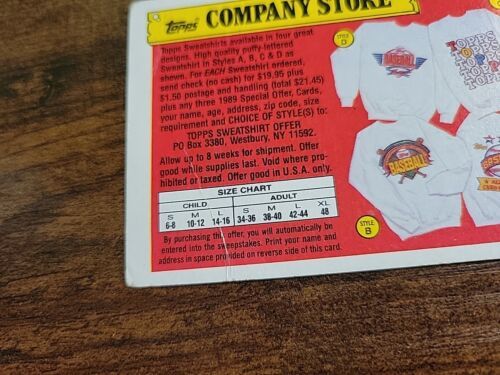 Topps COMPANY STORE
Topps Sweatshirts available in four great
designs. High quality puffy-lettered
Sweatshirt in Styles A, B, C & D as
shown. For EACH Sweatshirt ordered,
send check (no cash) for $19.95 plus
$1.50 postage and handling (total $21.45)
plus any three 1989 Special Offer, Cards,
your name, age, address, zip code, size
requirement and CHOICE OF STYLE(S) to:
TOPPS SWEATSHIRT OFFER
PO Box 3380, Westbury, NY 11592.
Allow up to 8 weeks for shipment. Offer
good while supplies last. Void where pro-
hibited or taxed. Offer good in U.S.A. only.
SIZE CHART
CHILD ADULT
S M L S M L XL
6-8 10-12 14-16 34-36 38-40 42-44 48
By purchasing this offer, you will automatically be
entered into the sweepstakes. Print your name and
address in space provided on reverse side of this card.
STYLE
D
BASEBALL
TOPPS
BASEBALL
STYLE
B